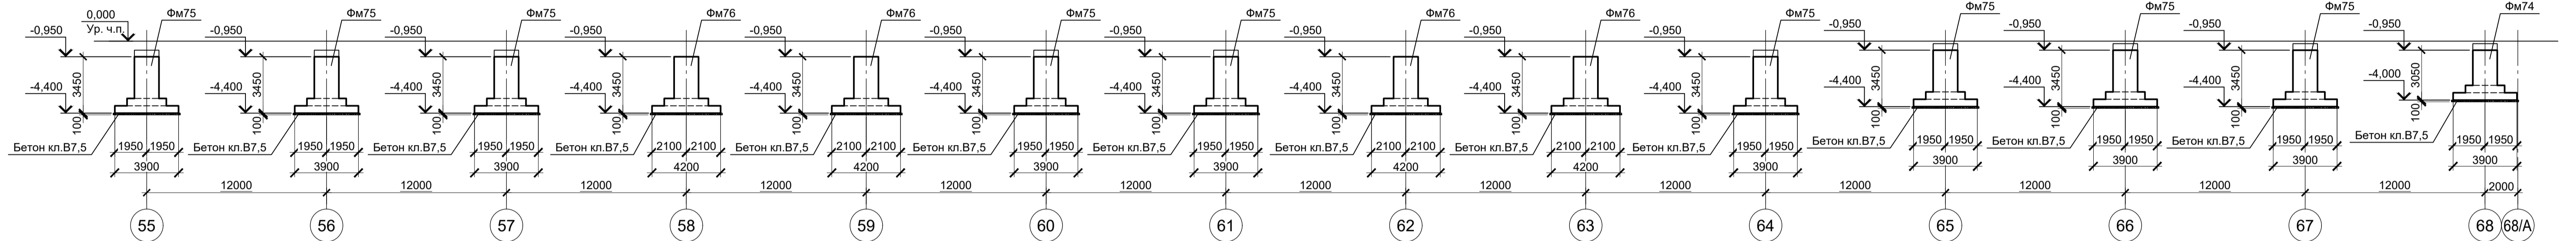 0,000
Ур. ч.п.
Фм75 Фм75 Фм75 Фм76 Фм76 Фм75 Фм75 Фм76 Фм76 Фм75 Фм75 Фм75 Фм75 Фм74
-0,950 -0,950 -0,950 -0,950 -0,950 -0,950 -0,950 -0,950 -0,950 -0,950 -0,950 -0,950 -0,950 -0,950
3450 3450 3450 3450 3450 3450 3450 3450 3450 3450 3450 3450 3450 3050
-4,400 -4,400 -4,400 -4,400 -4,400 -4,400 -4,400 -4,400 -4,400 -4,400 -4,400 -4,400 -4,400 -4,000
100 100 100 100 100 100 100 100 100 100 100 100 100 100
Бетон кл.В7,5 Бетон кл.В7,5 Бетон кл.В7,5 Бетон кл.В7,5 Бетон кл.В7,5 Бетон кл.В7,5 Бетон кл.В7,5 Бетон кл.В7,5 Бетон кл.В7,5 Бетон кл.В7,5 Бетон кл.В7,5 Бетон кл.В7,5 Бетон кл.В7,5 Бетон кл.В7,5
1950 1950 1950 1950 1950 1950 2100 2100 2100 2100 1950 1950 1950 1950 2100 2100 2100 2100 1950 1950 1950 1950 1950 1950 1950 1950 1950 1950
3900 3900 3900 4200 4200 3900 3900 4200 4200 3900 3900 3900 3900 3900
12000 12000 12000 12000 12000 12000 12000 12000 12000 12000 12000 12000 12000 2000
55 56 57 58 59 60 61 62 63 64 65 66 67 68 68/А